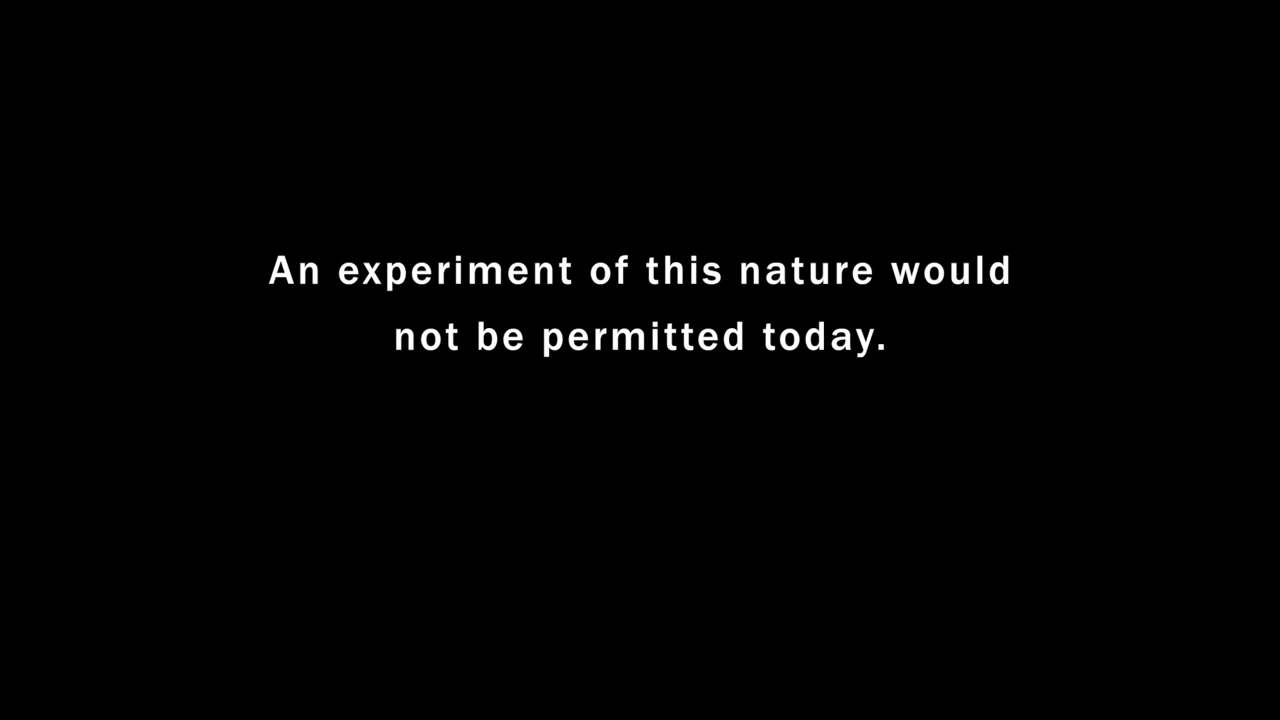 An experiment of this nature would
not be permitted today.